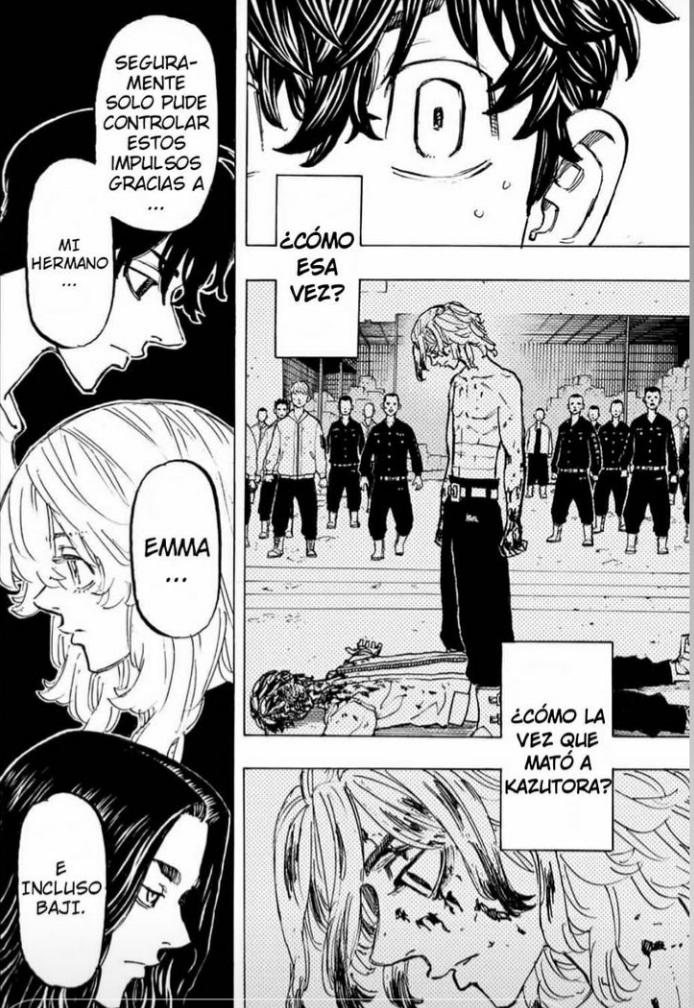 ¿CÓMO
ESA
VEZ?
¿CÓMO LA
VEZ QUE
MATÓ A
KAZUTORA?
SEGURA-
MENTE
SOLO PUDE
CONTROLAR
ESTOS
IMPULSOS
GRACIAS A
...
MI
HERMANO
...
EMMA
...
E
INCLUSO
BAJI.